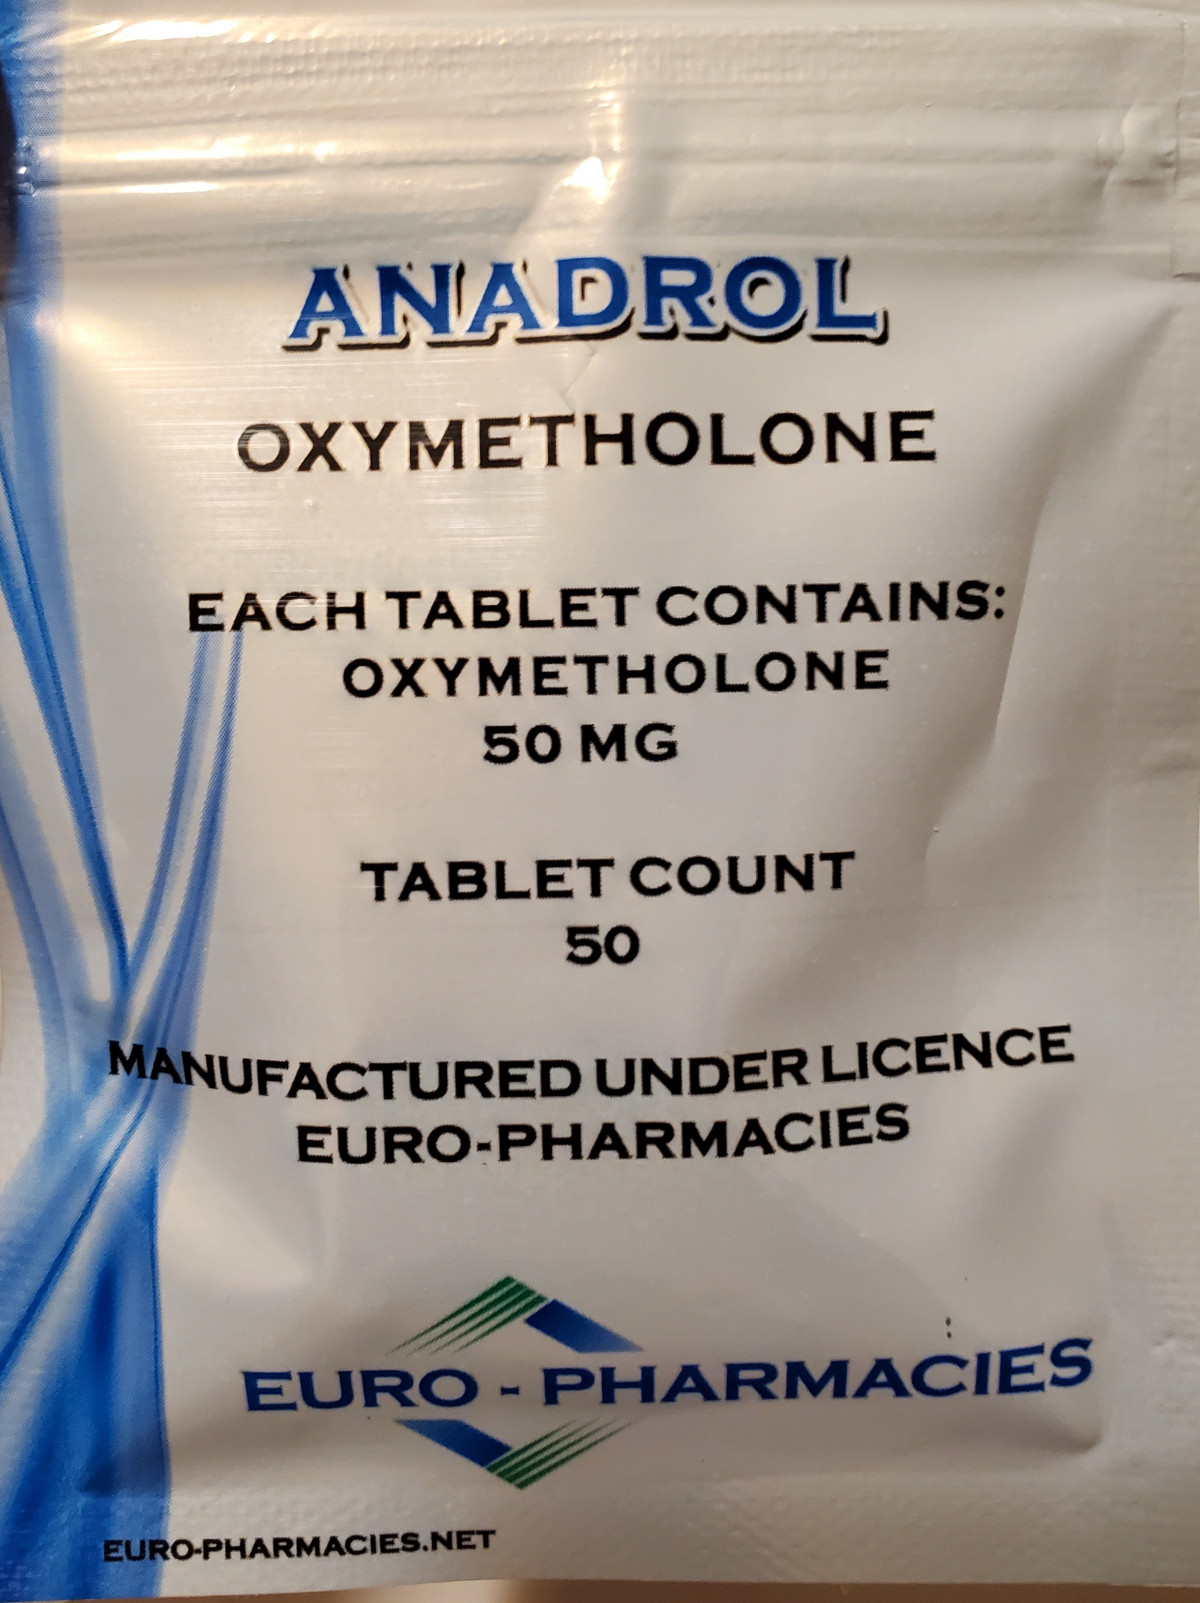 ANADROL
OXYMETHOLONE
EACH TABLET CONTAINS:
OXYMETHOLONE
50 MG
TABLET COUNT
50
MANUFACTURED UNDER LICENCE
EURO-PHARMACIES
EURO - PHARMACIES
EURO-PHARMACIES.NET